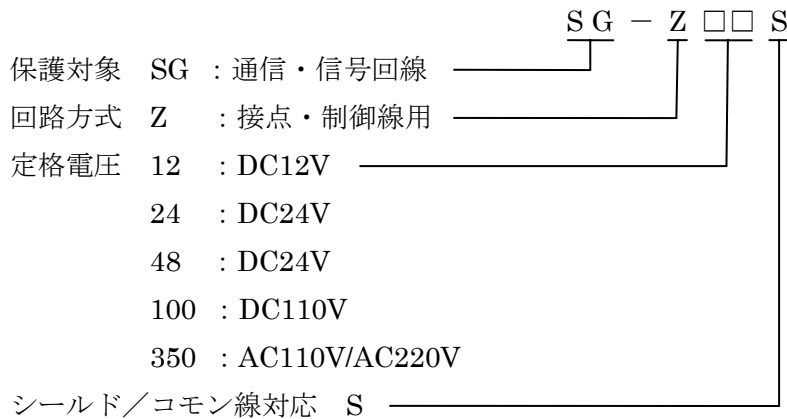 SG－Z□□S
保護対象 SG ：通信・信号回線
回路方式 Z ：接点・制御線用
定格電圧 12 ：DC12V
24 ：DC24V
48 ：DC24V
100 ：DC110V
350 ：AC110V/AC220V
シールド／コモン線対応 S